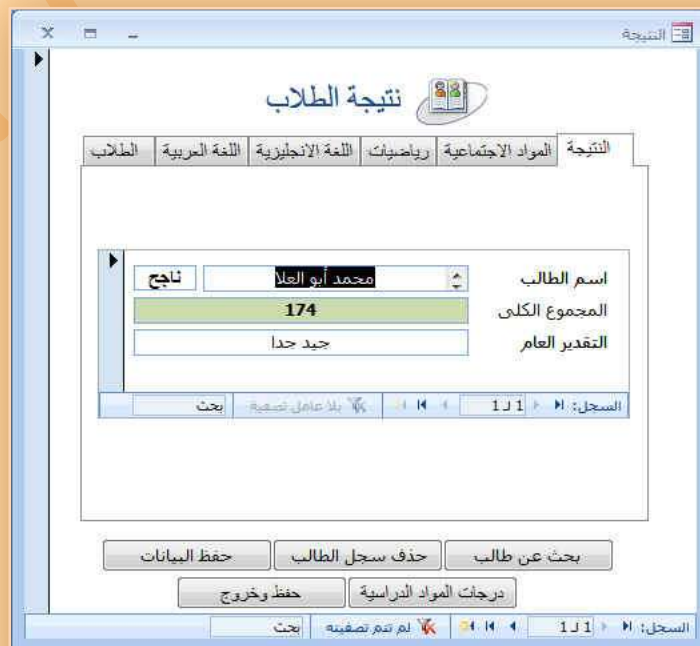 النتيجة
نتيجة الطلاب
النتيجة المواد الاجتماعية رياضيات اللغة الانجليزية اللغة العربية الطلاب
اسم الطالب محمد أبو العلا ناجح
المجموع الكلى 174
التقدير العام جيد جدا
السجل: 1 لـ 1 بلا عامل تصفية بحث
بحث عن طالب حذف سجل الطالب حفظ البيانات
درجات المواد الدراسية حفظ وخروج
السجل: 1 لـ 1 لم تتم تصفيته بحث